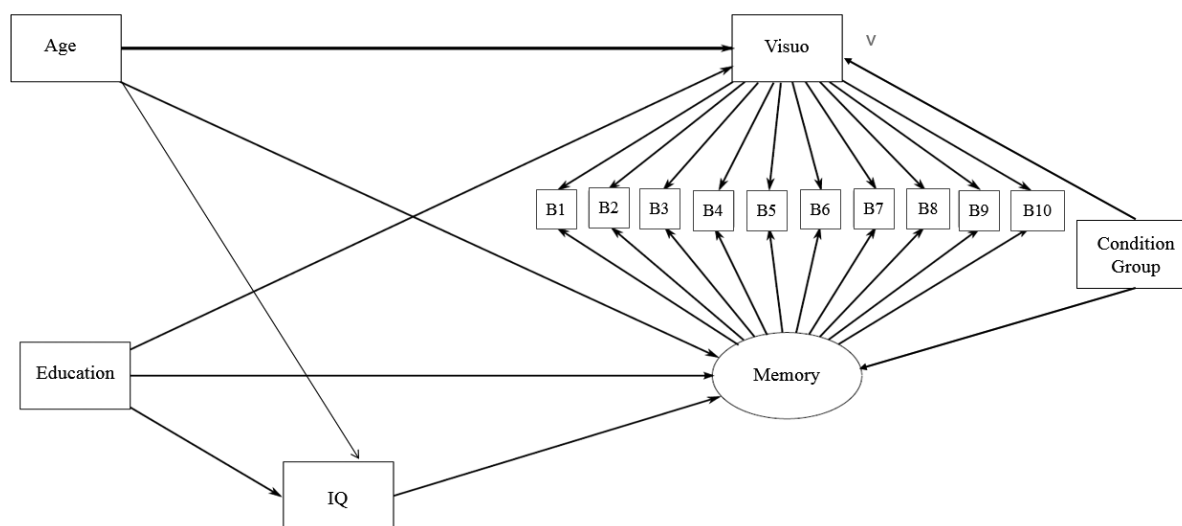 Age
Visuo
V
B1
B2
B3
B4
B5
B6
B7
B8
B9
B10
Condition
Group
Education
Memory
IQ